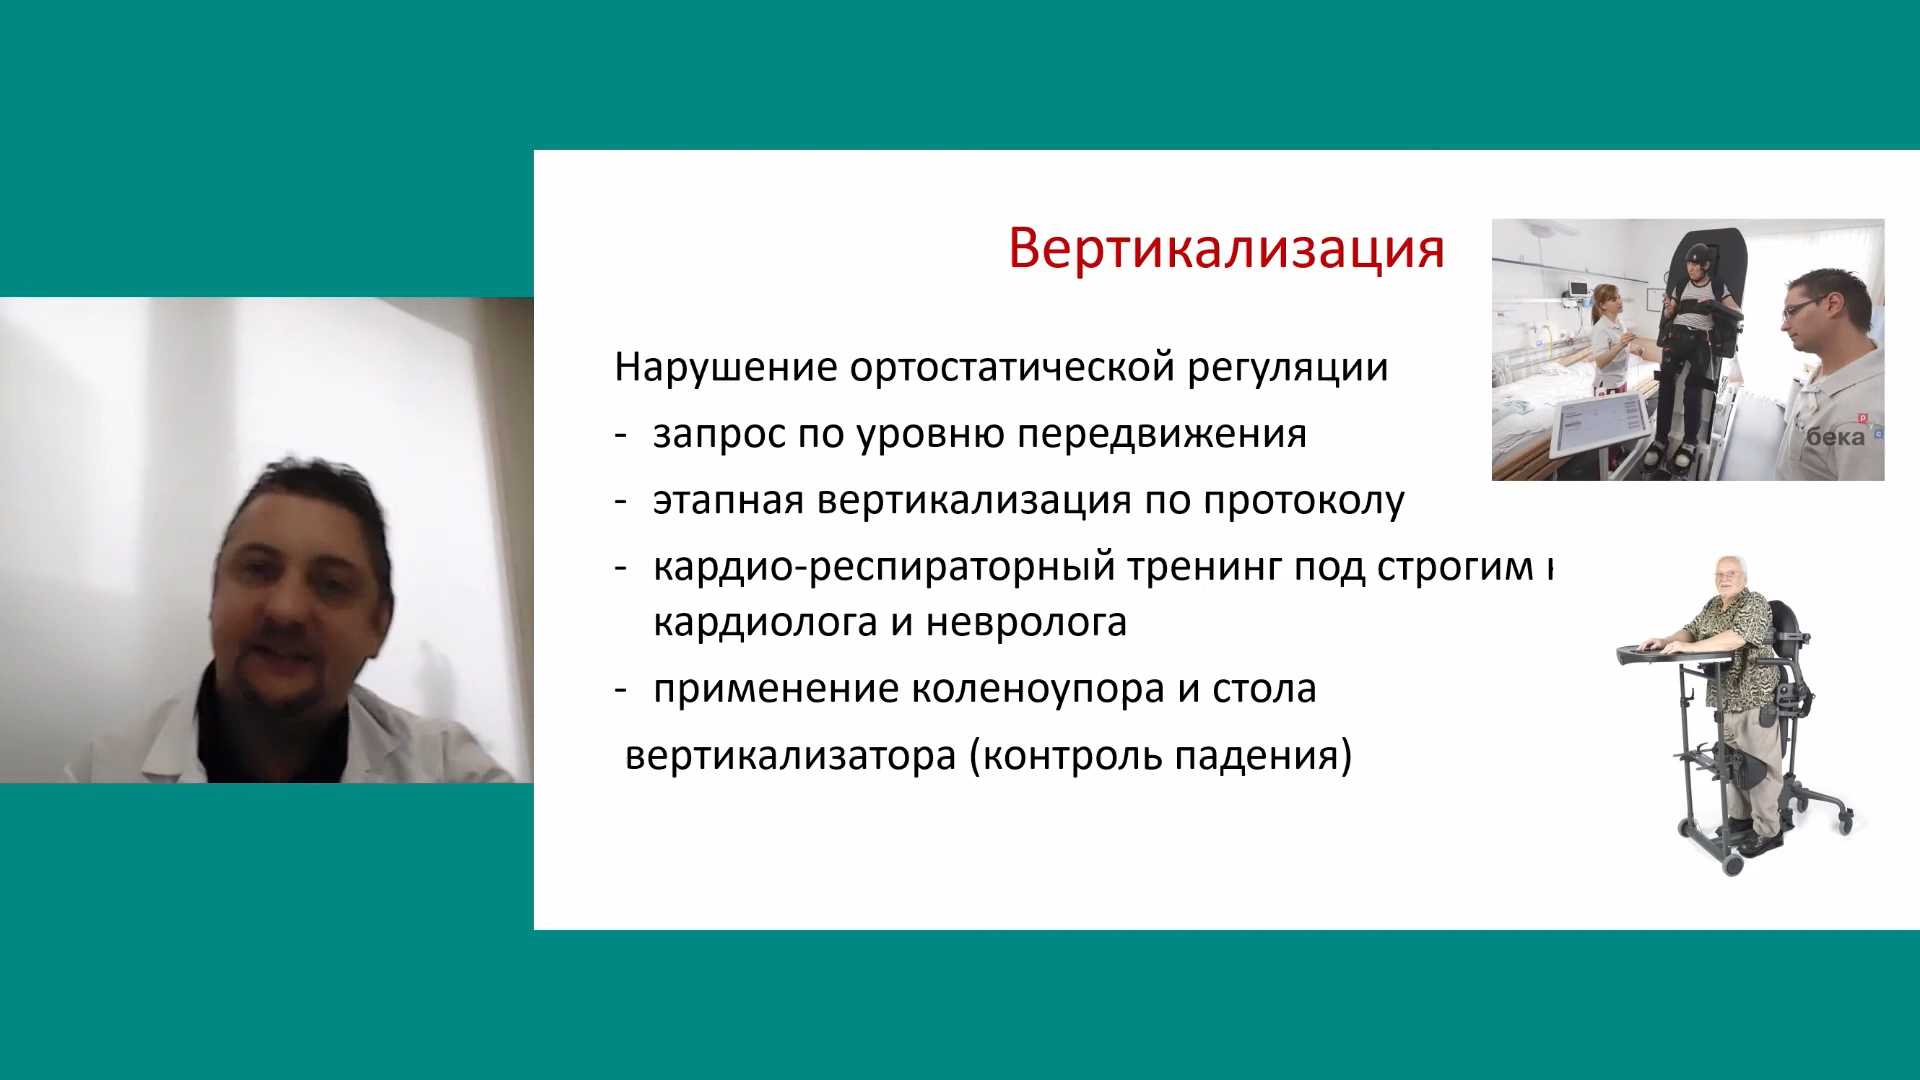 Вертикализация
Нарушение ортостатической регуляции
- запрос по уровню передвижения
- этапная вертикализация по протоколу
- кардио-респираторный тренинг под строгим
кардиолога и невролога
- применение коленоупора и стола
вертикализатора (контроль падения)
бека
рус